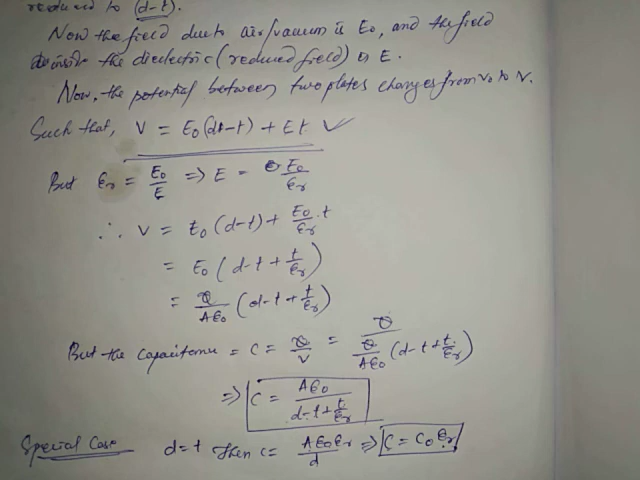 reduced to (d-t).
Now the field due to air/vacuum is E₀, and the field
inside the dielectric (reduced field) is E.
Now, the potential between two plates changes from V₀ to V.
Such that, V = E₀(d-t) + Et ✓
But εr = E₀/E ⇒ E = E₀/εr
∴ V = E₀(d-t) + E₀/εr . t
= E₀ (d-t + t/εr)
= Q/Aε₀ (d-t + t/εr)
But the capacitance = C = Q/V = Q/(Q/Aε₀ (d-t + t/εr))
⇒ C = Aε₀/(d-t + t/εr)
Special Case d=t then C = Aε₀εr/d ⇒ C = C₀εr